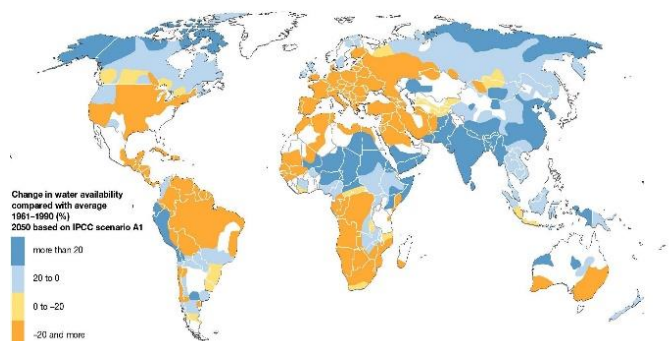 Change in water availability
compared with average
1961–1990 (%)
2050 based on IPCC scenario A1
more than 20
20 to 0
0 to -20
-20 and more